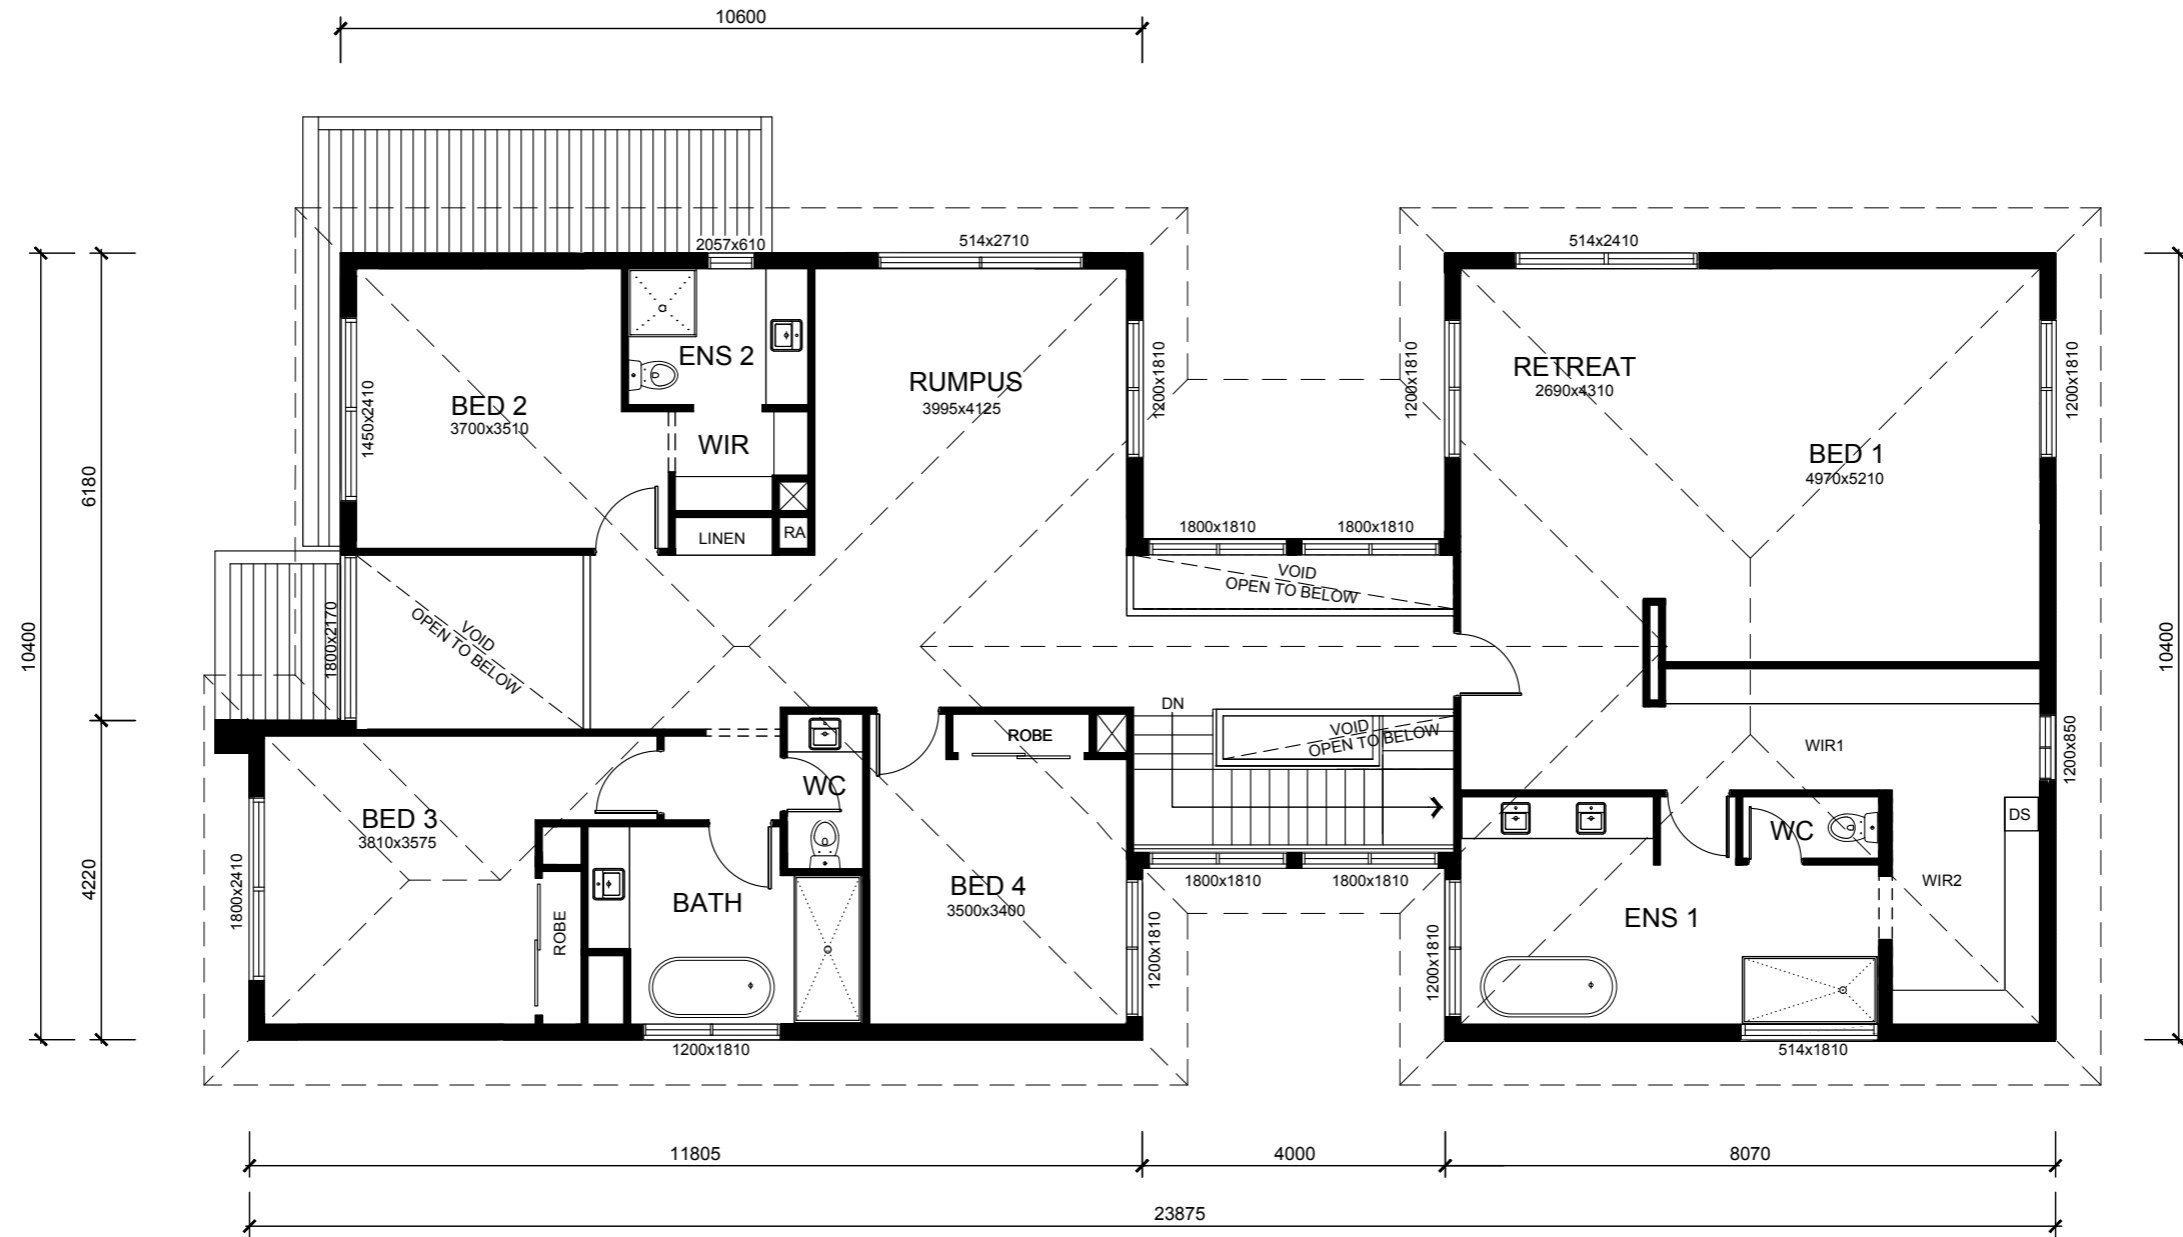 10600
2057x610
514x2710
514x2410
10400
6180
4220
1450x2410
BED 2
3700x3510
ENS 2
WIR
LINEN
RA
RUMPUS
3995x4125
1200x1810
1200x1810
RETREAT
2690x4310
BED 1
4970x5210
1200x1810
10400
1800x1810
1800x1810
VOID
OPEN TO BELOW
1800x2170
VOID
OPEN TO BELOW
DN
VOID
OPEN TO BELOW
ROBE
WIR1
1200x850
BED 3
3810x3575
1800x2410
ROBE
WC
BATH
BED 4
3500x3400
1800x1810
1800x1810
1200x1810
1200x1810
WC
DS
WIR2
ENS 1
1200x1810
514x1810
11805
4000
8070
23875